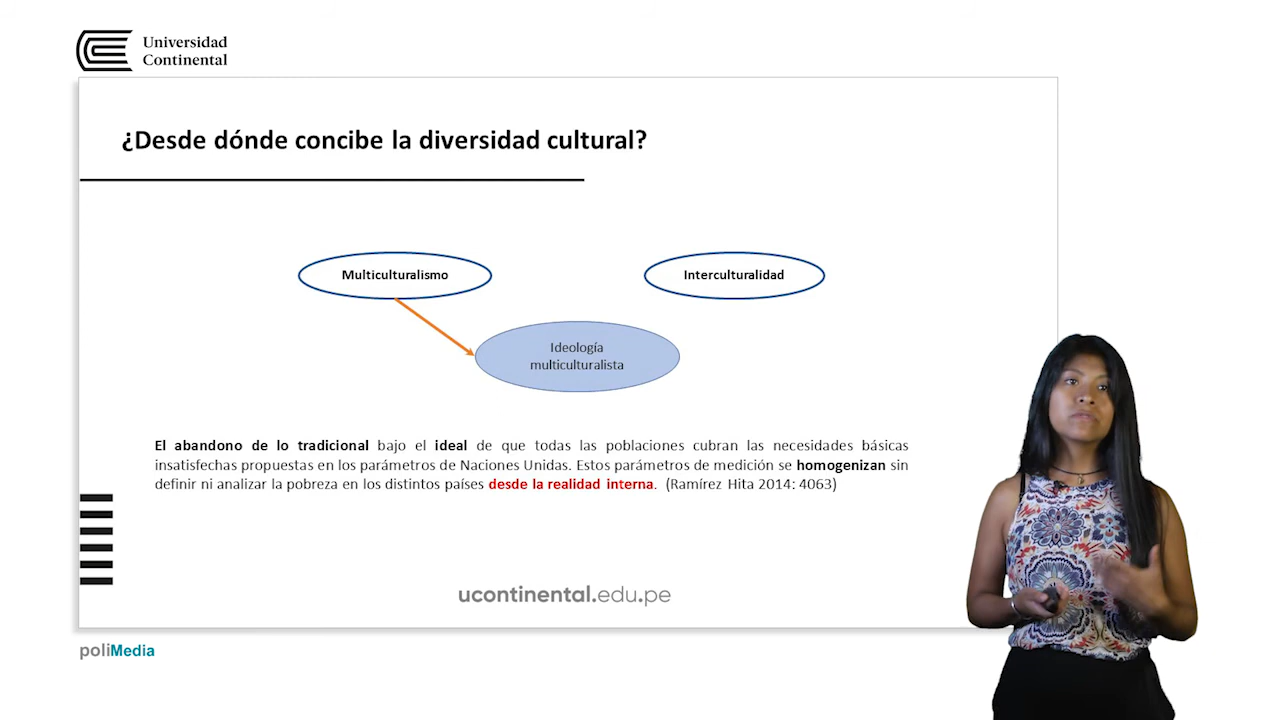 Universidad
Continental
¿Desde dónde concibe la diversidad cultural?
Multiculturalismo
Interculturalidad
Ideología
multiculturalista
El abandono de lo tradicional bajo el ideal de que todas las poblaciones cubran las necesidades básicas
insatisfechas propuestas en los parámetros de Naciones Unidas. Estos parámetros de medición se homogenizan sin
definir ni analizar la pobreza en los distintos países desde la realidad interna. (Ramírez Hita 2014: 4063)
ucontinental.edu.pe
poliMedia